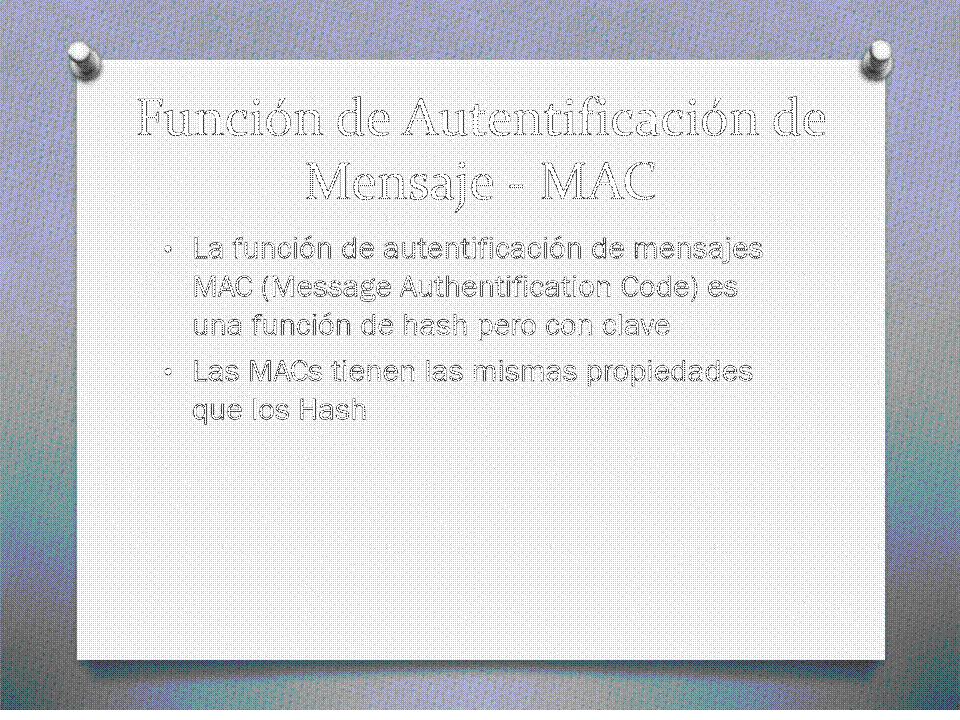 Función de Autentificación de
Mensaje - MAC
• La función de autentificación de mensajes
MAC (Message Authentification Code) es
una función de hash pero con clave
• Las MACs tienen las mismas propiedades
que los Hash